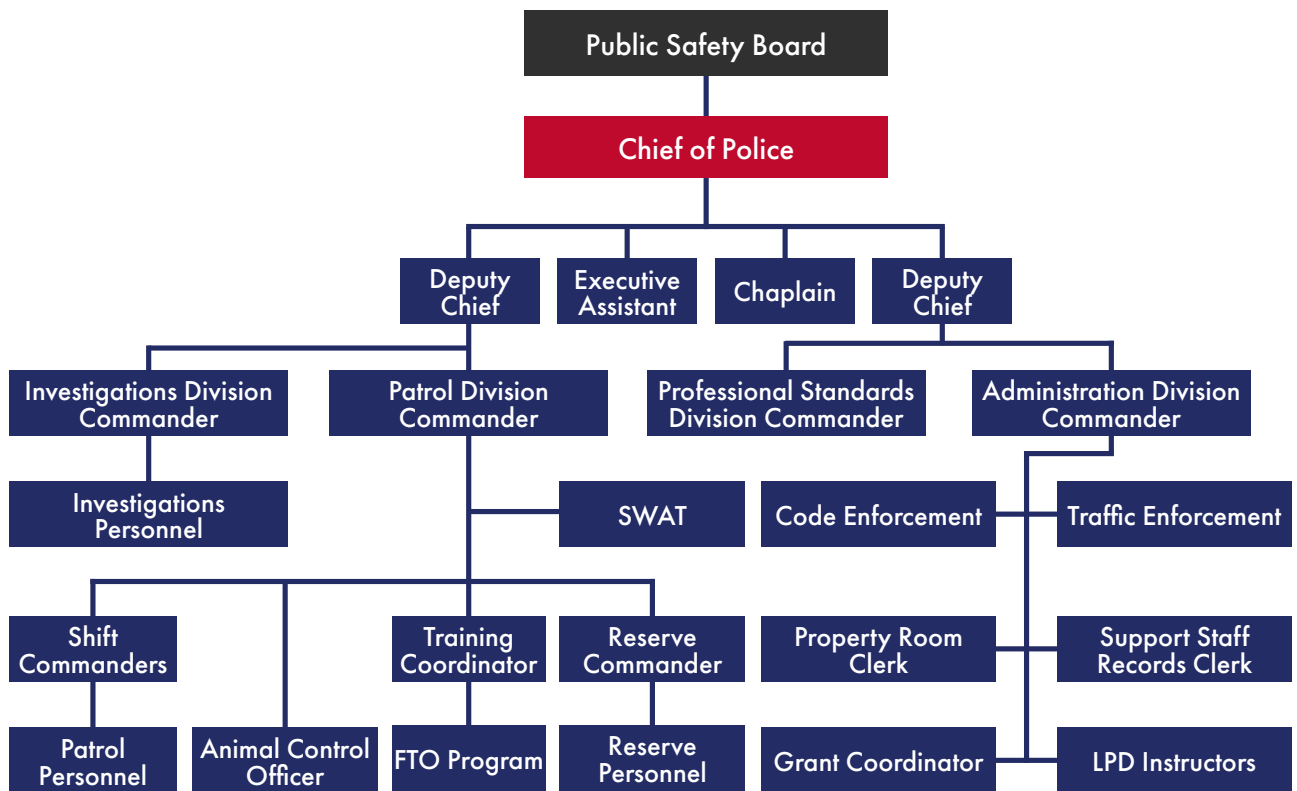 Public Safety Board
Chief of Police
Deputy
Chief
Executive
Assistant
Chaplain
Deputy
Chief
Investigations Division
Commander
Patrol Division
Commander
Professional Standards
Division Commander
Administration Division
Commander
Investigations
Personnel
SWAT
Code Enforcement
Traffic Enforcement
Shift
Commanders
Training
Coordinator
Reserve
Commander
Property Room
Clerk
Support Staff
Records Clerk
Patrol
Personnel
Animal Control
Officer
FTO Program
Reserve
Personnel
Grant Coordinator
LPD Instructors